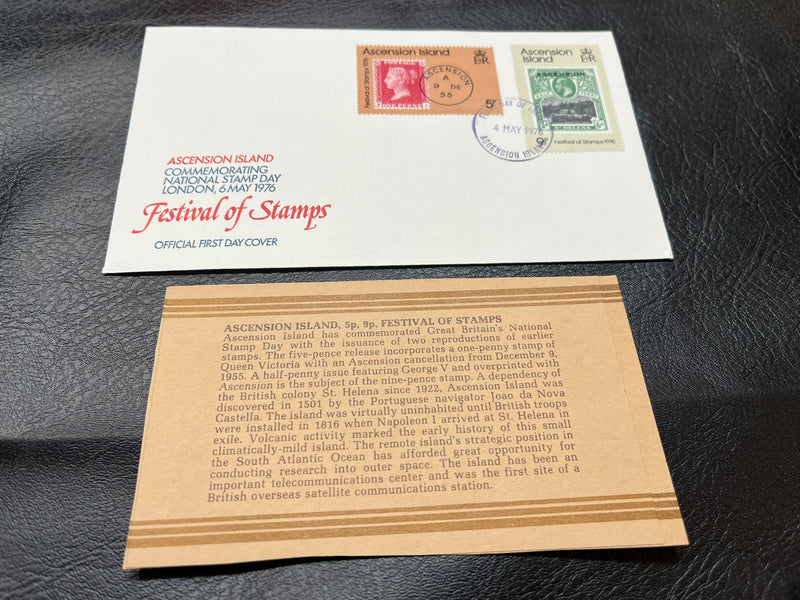 Ascension Island
E II R
Festival of Stamps 1976
ONE PENNY
ASCENSION
A
9 DE
55
5p
Ascension
Island
E II R
ASCENSION
ST. HELENA
9p
Festival of Stamps 1976
4 MAY 1976
ASCENSION ISLAND
ASCENSION ISLAND
COMMEMORATING
NATIONAL STAMP DAY
LONDON, 6 MAY 1976
Festival of Stamps
OFFICIAL FIRST DAY COVER
ASCENSION ISLAND, 5p, 9p, FESTIVAL OF STAMPS
Ascension Island has commemorated Great Britain's National
Stamp Day with the issuance of two reproductions of earlier
stamps. The five-pence release incorporates a one-penny stamp of
Queen Victoria with an Ascension cancellation from December 9,
1955. A half-penny issue featuring George V and overprinted with
Ascension is the subject of the nine-pence stamp. A dependency of
the British colony St. Helena since 1922, Ascension Island was
discovered in 1501 by the Portuguese navigator Joao da Nova
Castella. The island was virtually uninhabited until British troops
were installed in 1816 when Napoleon I arrived at St. Helena in
exile. Volcanic activity marked the early history of this small
climatically-mild island. The remote island's strategic position in
the South Atlantic Ocean has afforded great opportunity for
conducting research into outer space. The island has been an
important telecommunications center and was the first site of a
British overseas satellite communications station.